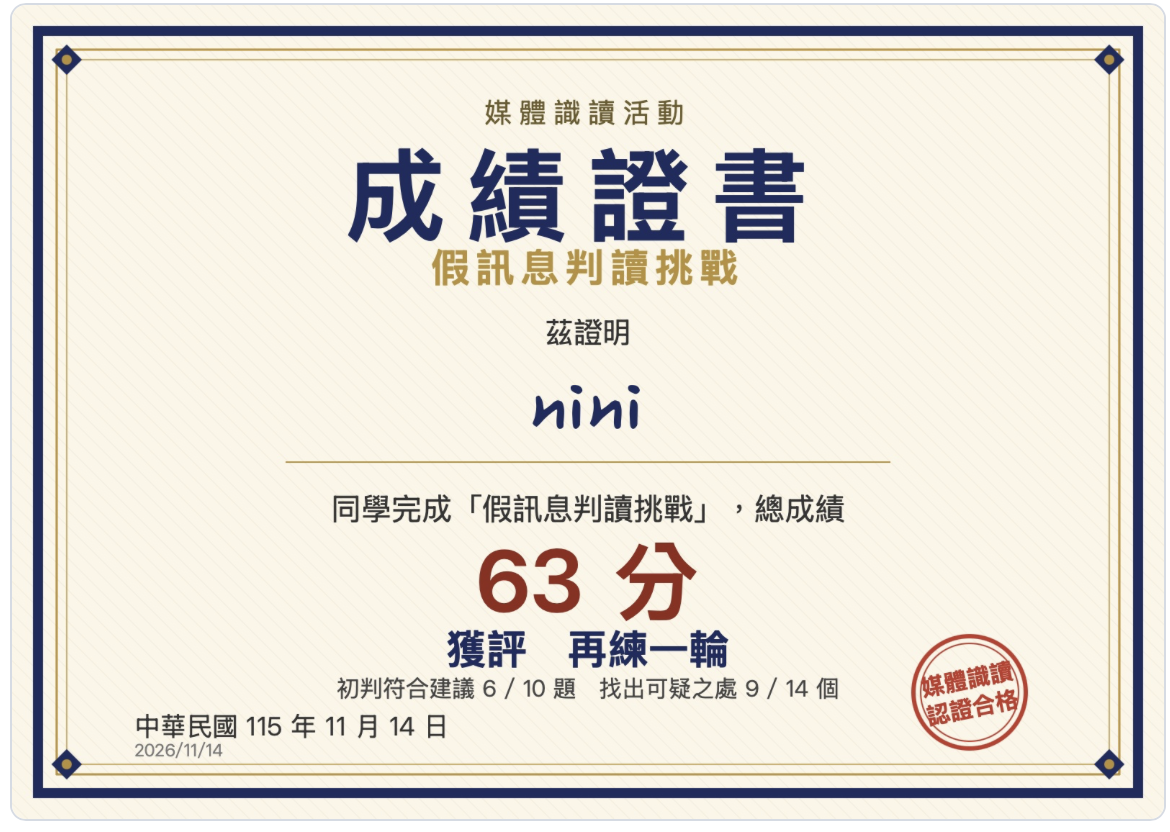 媒體識讀活動
成績證書
假訊息判讀挑戰
茲證明
nini
同學完成「假訊息判讀挑戰」，總成績
63 分
獲評　再練一輪
初判符合建議 6 / 10 題　找出可疑之處 9 / 14 個
中華民國 115 年 11 月 14 日
2026/11/14
媒體識讀
認證合格